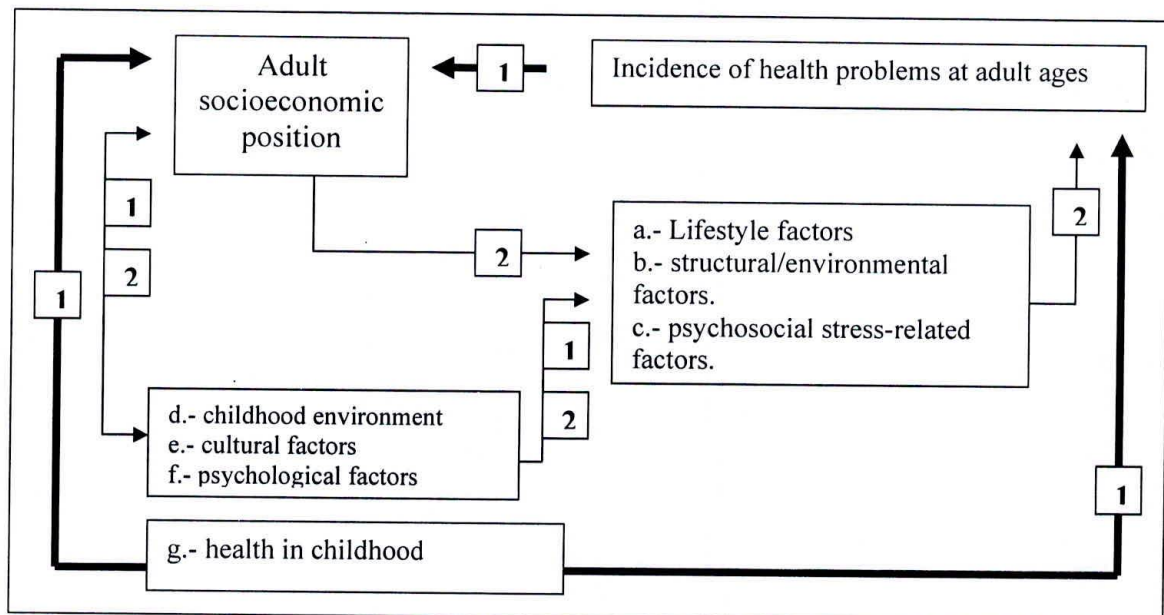 Adult
socioeconomic
position
1
Incidence of health problems at adult ages
1
2
2
a.- Lifestyle factors
b.- structural/environmental
factors.
c.- psychosocial stress-related
factors.
2
1
1
2
d.- childhood environment
e.- cultural factors
f.- psychological factors
1
g.- health in childhood